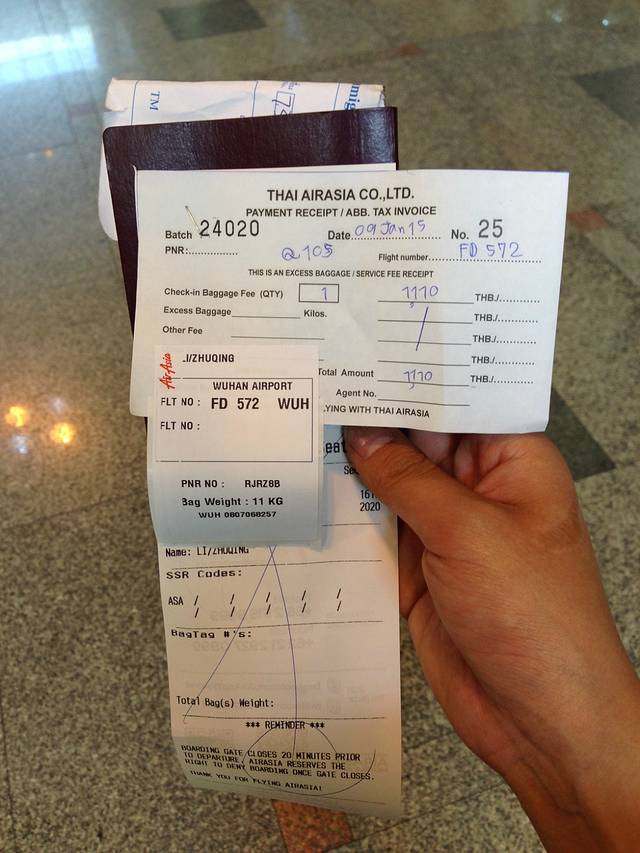 TM
THAI AIRASIA CO.,LTD.
PAYMENT RECEIPT / ABB. TAX INVOICE
Batch 24020 Date 09 Jan 15 No. 25
PNR:............... Q105 Flight number FD 572
THIS IS AN EXCESS BAGGAGE / SERVICE FEE RECEIPT
Check-in Baggage Fee (QTY) 1 THB./............
Excess Baggage Kilos. THB./............
Other Fee THB./............
THB./............
Total Amount THB./............
Agent No.
YING WITH THAI AIRASIA
AirAsia
LI/ZHUQING
WUHAN AIRPORT
FLT NO : FD 572 WUH
FLT NO :
PNR NO : RJRZ8B
Bag Weight : 11 KG
WUH 0807068257
2020
Name: LI/ZHUQING
SSR Codes:
ASA / / / / /
/ / / / /
BagTag #'s:
Total Bag(s) Weight:
*** REMINDER ***
BOARDING GATE CLOSES 20 MINUTES PRIOR
TO DEPARTURE. AIRASIA RESERVES THE
RIGHT TO DENY BOARDING ONCE GATE CLOSES.
THANK YOU FOR FLYING AIRASIA!